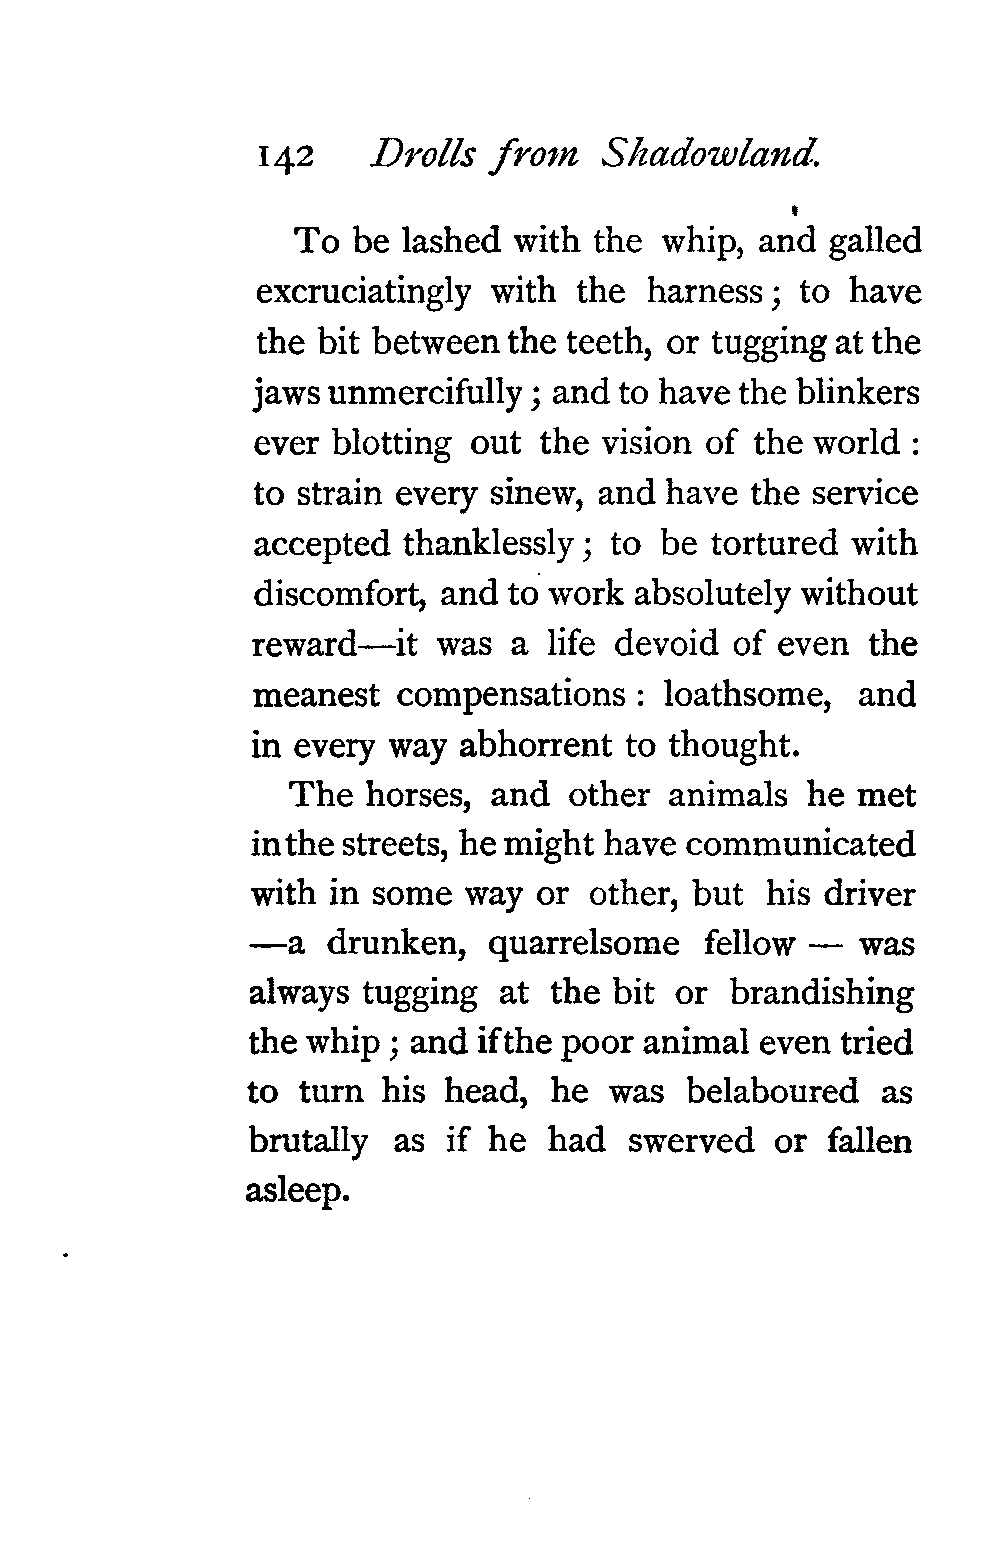 142 Drolls from Shadowland.
To be lashed with the whip, and galled
excruciatingly with the harness; to have
the bit between the teeth, or tugging at the
jaws unmercifully; and to have the blinkers
ever blotting out the vision of the world :
to strain every sinew, and have the service
accepted thanklessly; to be tortured with
discomfort, and to work absolutely without
reward—it was a life devoid of even the
meanest compensations : loathsome, and
in every way abhorrent to thought.
The horses, and other animals he met
in the streets, he might have communicated
with in some way or other, but his driver
—a drunken, quarrelsome fellow — was
always tugging at the bit or brandishing
the whip ; and if the poor animal even tried
to turn his head, he was belaboured as
brutally as if he had swerved or fallen
asleep.